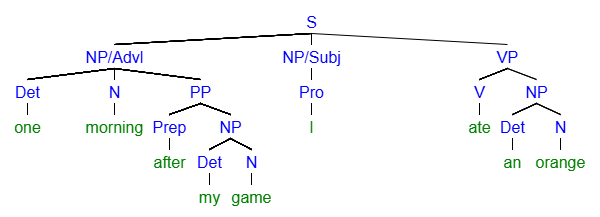 S
NP/Advl NP/Subj VP
Det N PP Pro V NP
one morning Prep NP I ate Det N
after Det N an orange
my game